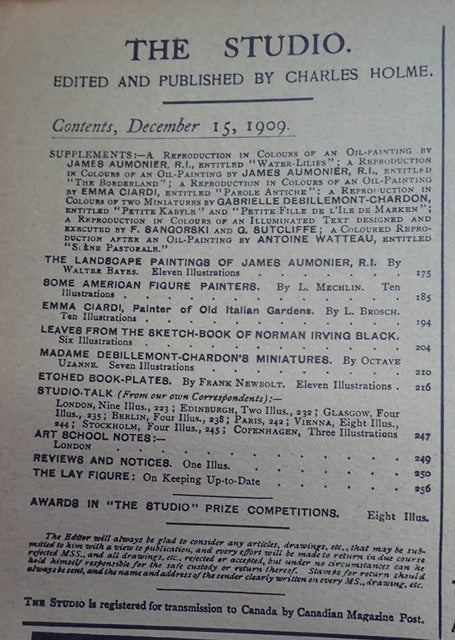 THE STUDIO.
EDITED AND PUBLISHED BY CHARLES HOLME.
Contents, December 15, 1909.
SUPPLEMENTS:—A REPRODUCTION IN COLOURS OF AN OIL-PAINTING BY
JAMES AUMONIER, R.I., ENTITLED "WATER-LILIES"; A REPRODUCTION
IN COLOURS OF AN OIL-PAINTING BY JAMES AUMONIER, R.I., ENTITLED
"THE BORDERLAND"; A REPRODUCTION IN COLOURS OF AN OIL-PAINTING
BY EMMA CIARDI, ENTITLED "PAROLE ANTICHE"; A REPRODUCTION IN
COLOURS OF TWO MINIATURES BY GABRIELLE DEBILLEMONT-CHARDON,
ENTITLED "PETITE KABYLE" AND "PETITE FILLE DE L'ÎLE DE MARKEN";
A REPRODUCTION IN COLOURS OF AN ILLUMINATED TEXT DESIGNED AND
EXECUTED BY F. SANGORSKI AND G. SUTCLIFFE; A COLOURED REPRO-
DUCTION AFTER AN OIL-PAINTING BY ANTOINE WATTEAU, ENTITLED
"SCÈNE PASTORALE."
THE LANDSCAPE PAINTINGS OF JAMES AUMONIER, R.I. By
WALTER BAYES. Eleven Illustrations . . . . . . 175
SOME AMERICAN FIGURE PAINTERS. By L. MECHLIN. Ten
Illustrations . . . . . . . . . 185
EMMA CIARDI, Painter of Old Italian Gardens. By L. BROSCH.
Ten Illustrations . . . . . . . . 194
LEAVES FROM THE SKETCH-BOOK OF NORMAN IRVING BLACK.
Six Illustrations . . . . . . . . 204
MADAME DEBILLEMONT-CHARDON'S MINIATURES. By OCTAVE
UZANNE. Seven Illustrations . . . . . . 210
ETCHED BOOK-PLATES. By FRANK NEWBOLT. Eleven Illustrations . 216
STUDIO-TALK (From our own Correspondents):—
LONDON, Nine Illus., 223; EDINBURGH, Two Illus., 232; GLASGOW, Four
Illus., 235; BERLIN, Four Illus., 238; PARIS, 242; VIENNA, Eight Illus.,
244; STOCKHOLM, Four Illus., 245; COPENHAGEN, Three Illustrations 247
ART SCHOOL NOTES:—
LONDON . . . . . . . . . 249
REVIEWS AND NOTICES. One Illus. . . . . . 250
THE LAY FIGURE: On Keeping Up-to-Date . . . . 256
AWARDS IN "THE STUDIO" PRIZE COMPETITIONS. Eight Illus.
The Editor will always be glad to consider any articles, drawings, etc., that may be sub-
mitted to him with a view to publication, and every effort will be made to return in due course
rejected MSS., and all drawings, etc., rejected or accepted, but under no circumstances can he
hold himself responsible for the safe custody or return thereof. Stamps for return should
always be sent, and the name and address of the sender clearly written on every MS., drawing, etc.
THE STUDIO is registered for transmission to Canada by Canadian Magazine Post.